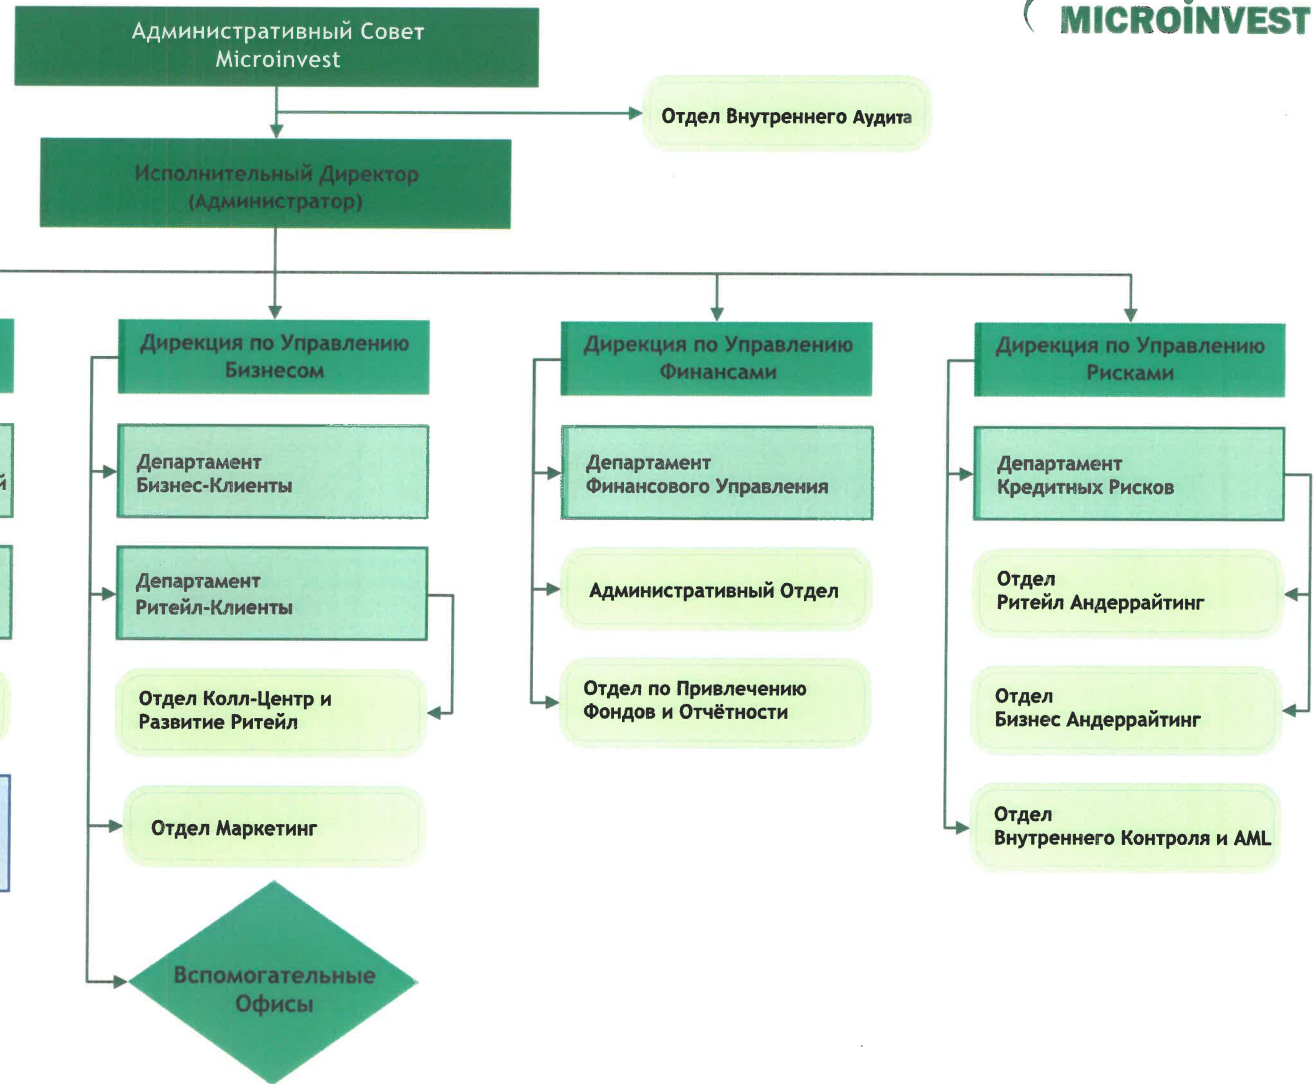 MICROINVEST
Административный Совет
Microinvest
Отдел Внутреннего Аудита
Исполнительный Директор
(Администратор)
Дирекция по Управлению
Бизнесом
Департамент
Бизнес-Клиенты
Департамент
Ритейл-Клиенты
Отдел Колл-Центр и
Развитие Ритейл
Отдел Маркетинг
Вспомогательные
Офисы
Дирекция по Управлению
Финансами
Департамент
Финансового Управления
Административный Отдел
Отдел по Привлечению
Фондов и Отчётности
Дирекция по Управлению
Рисками
Департамент
Кредитных Рисков
Отдел
Ритейл Андеррайтинг
Отдел
Бизнес Андеррайтинг
Отдел
Внутреннего Контроля и AML